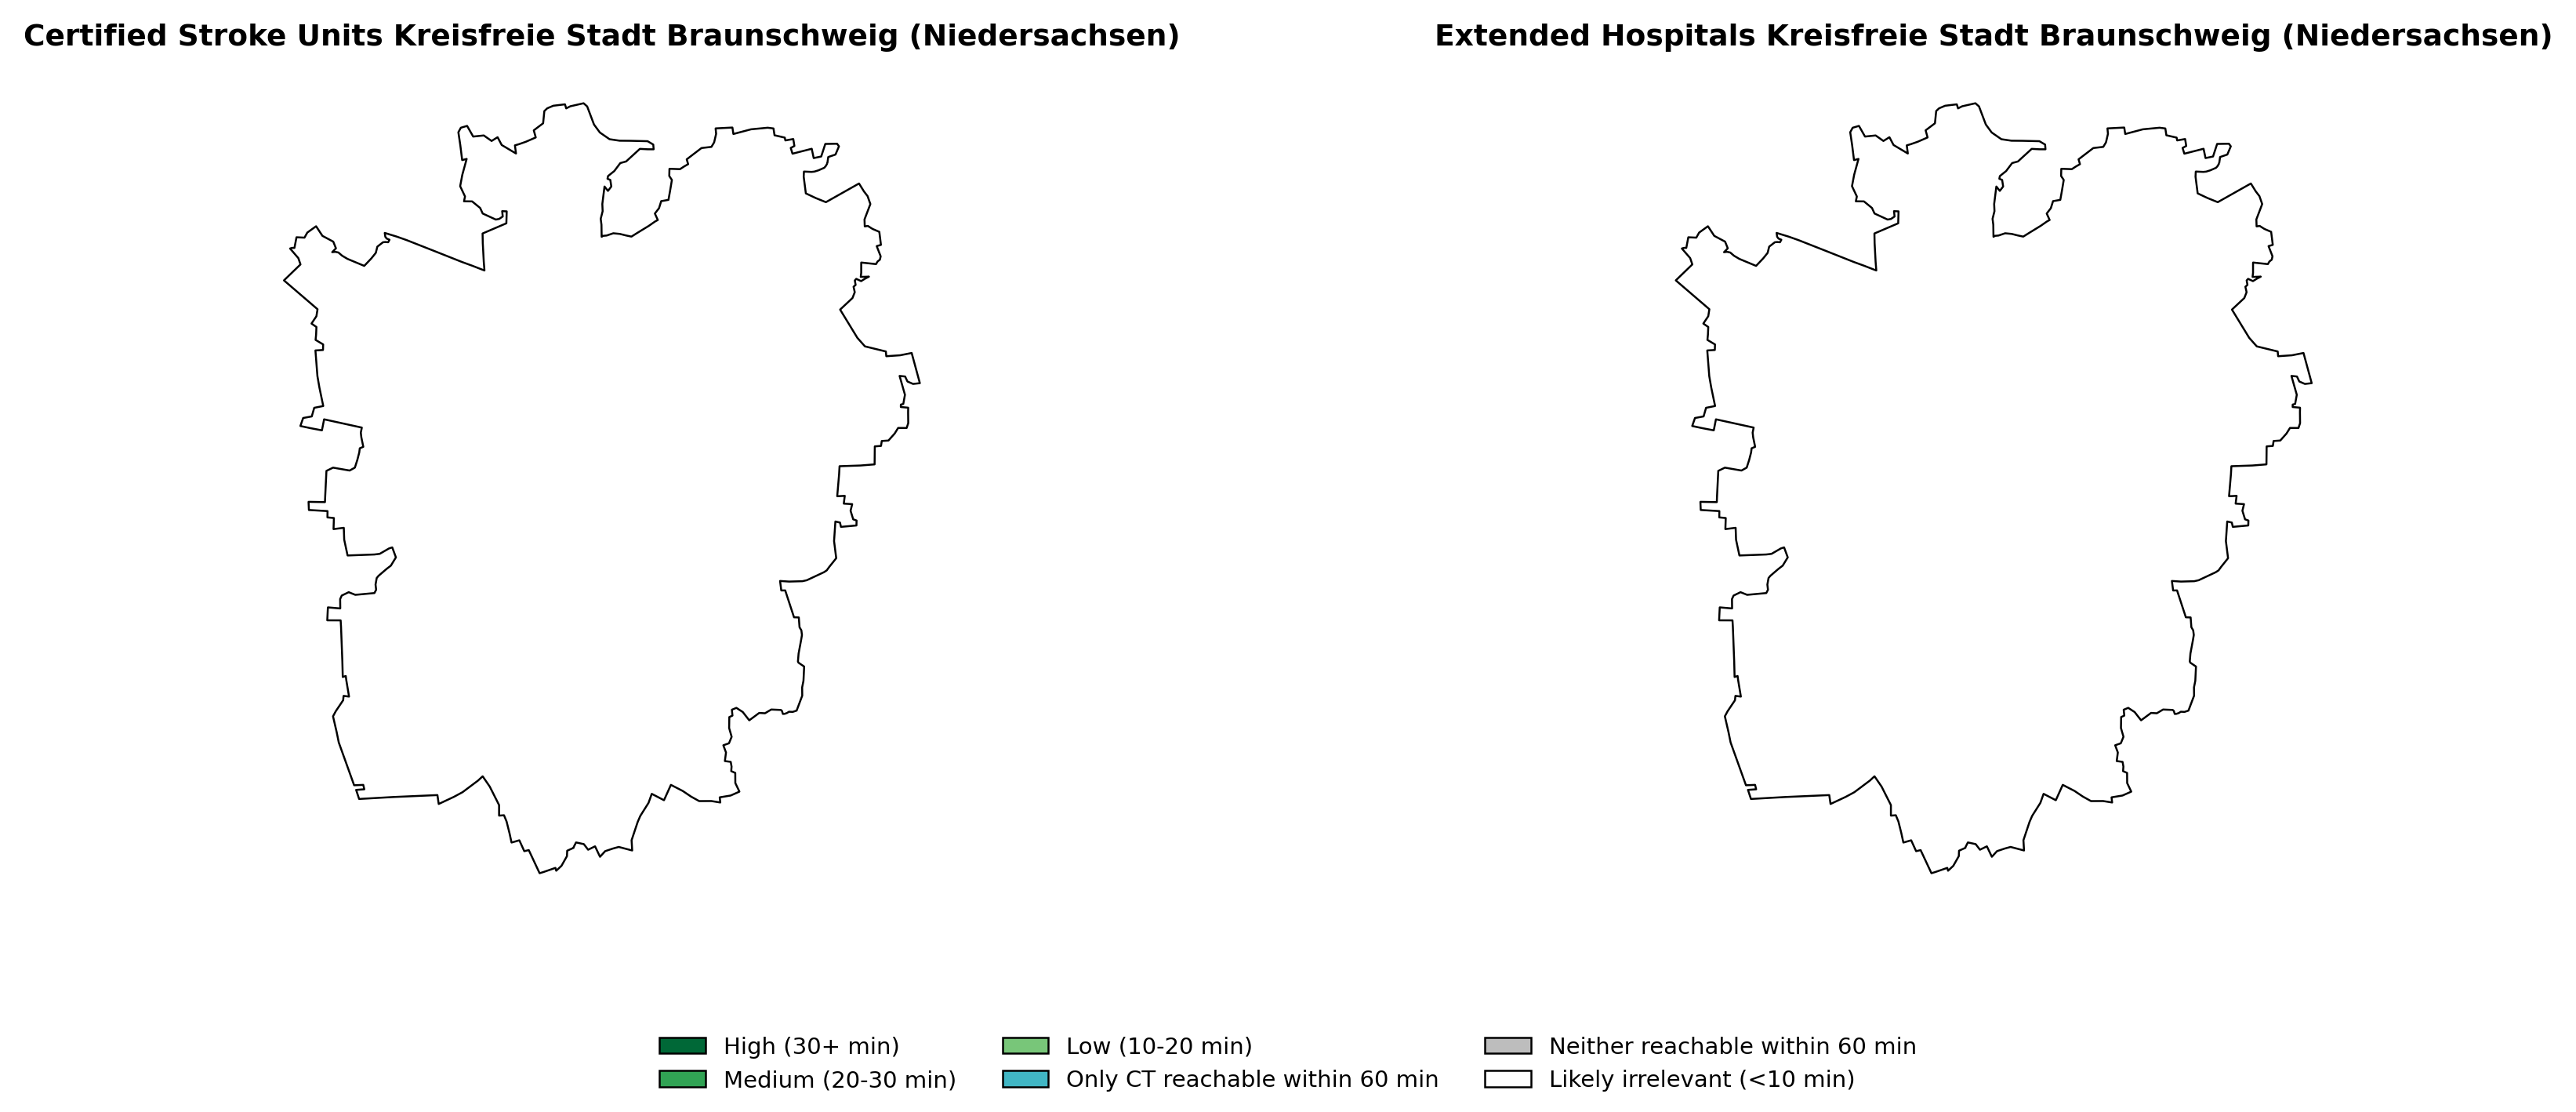 Certified Stroke Units Kreisfreie Stadt Braunschweig (Niedersachsen)
Extended Hospitals Kreisfreie Stadt Braunschweig (Niedersachsen)
High (30+ min)
Medium (20-30 min)
Low (10-20 min)
Only CT reachable within 60 min
Neither reachable within 60 min
Likely irrelevant (<10 min)